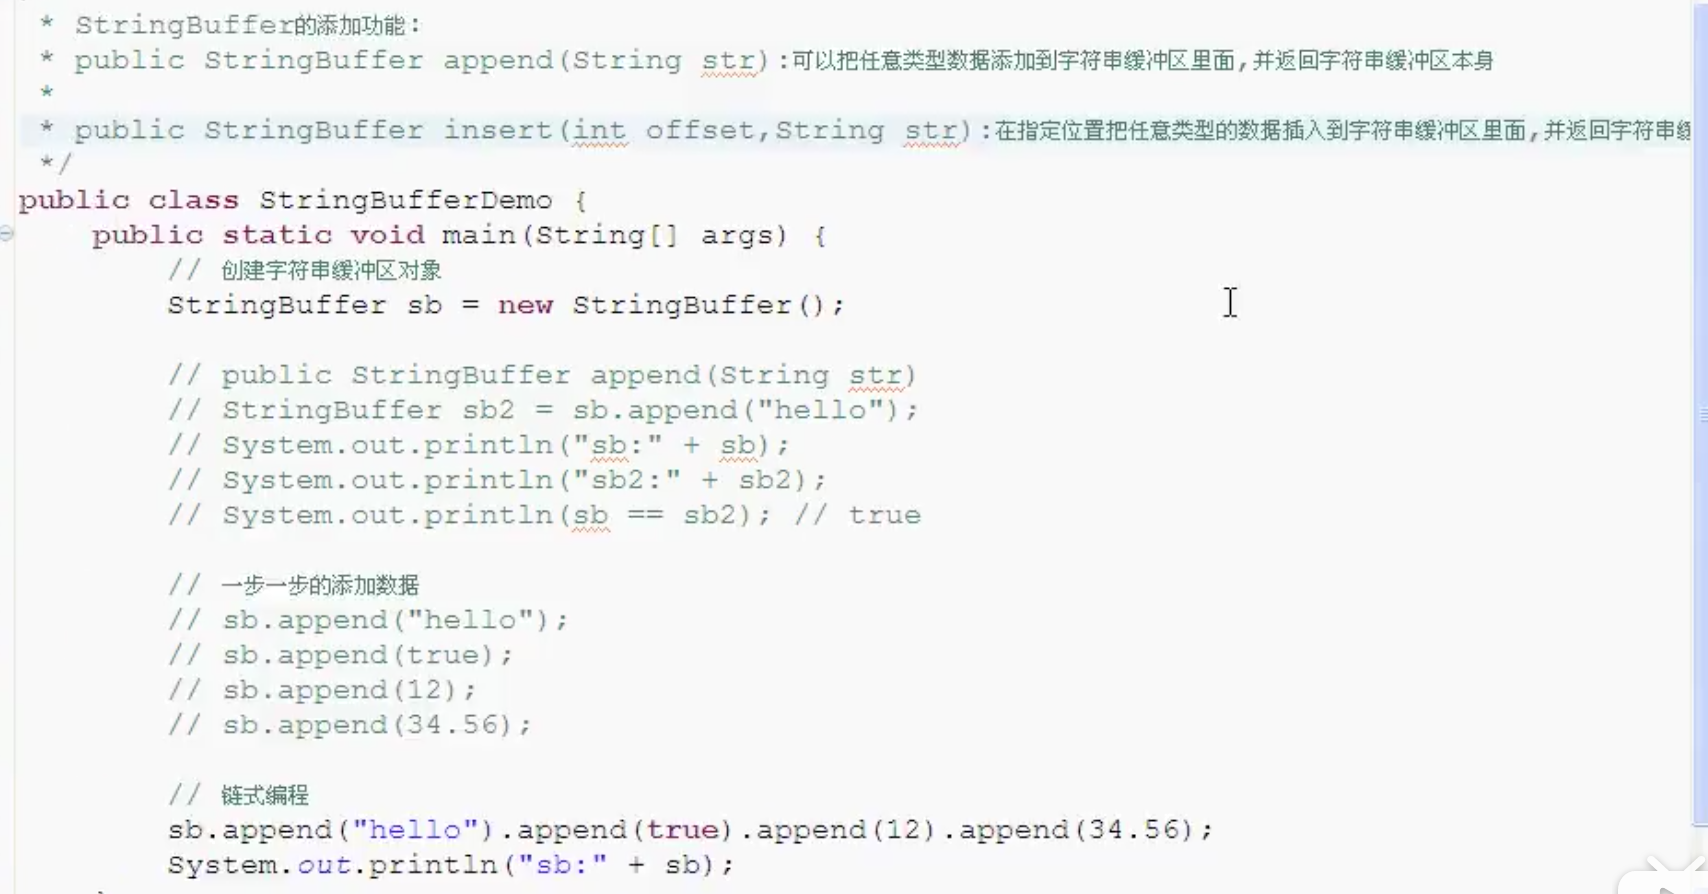 * StringBuffer的添加功能:
* public StringBuffer append(String str):可以把任意类型数据添加到字符串缓冲区里面,并返回字符串缓冲区本身
*
* public StringBuffer insert(int offset,String str):在指定位置把任意类型的数据插入到字符串缓冲区里面,并返回字符串缓
*/
public class StringBufferDemo {
public static void main(String[] args) {
// 创建字符串缓冲区对象
StringBuffer sb = new StringBuffer();
// public StringBuffer append(String str)
// StringBuffer sb2 = sb.append("hello");
// System.out.println("sb:" + sb);
// System.out.println("sb2:" + sb2);
// System.out.println(sb == sb2); // true
// 一步一步的添加数据
// sb.append("hello");
// sb.append(true);
// sb.append(12);
// sb.append(34.56);
// 链式编程
sb.append("hello").append(true).append(12).append(34.56);
System.out.println("sb:" + sb);